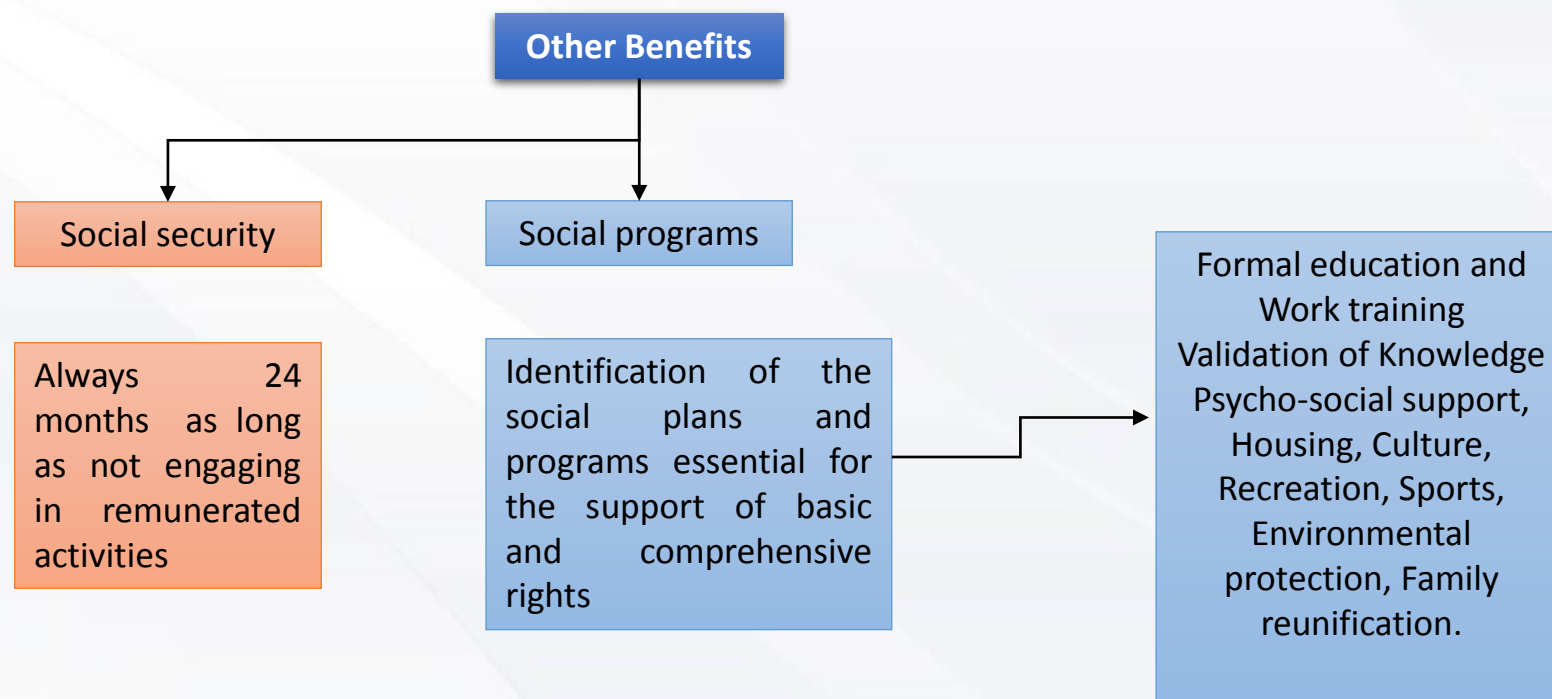 Other Benefits
Social security
Social programs
Always 24
months as long
as not engaging
in remunerated
activities
Identification of the
social plans and
programs essential for
the support of basic
and comprehensive
rights
Formal education and
Work training
Validation of Knowledge
Psycho-social support,
Housing, Culture,
Recreation, Sports,
Environmental
protection, Family
reunification.